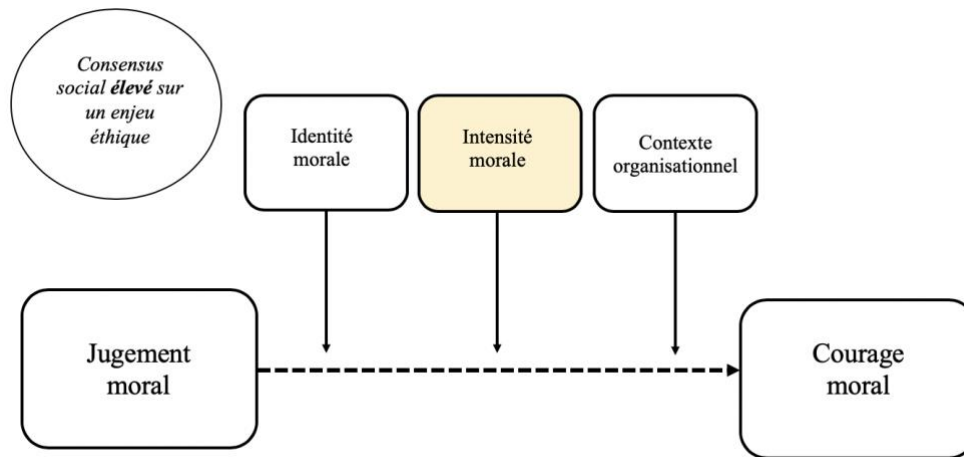 Consensus
social élevé sur
un enjeu
éthique
Identité
morale
Intensité
morale
Contexte
organisationnel
Jugement
moral
Courage
moral